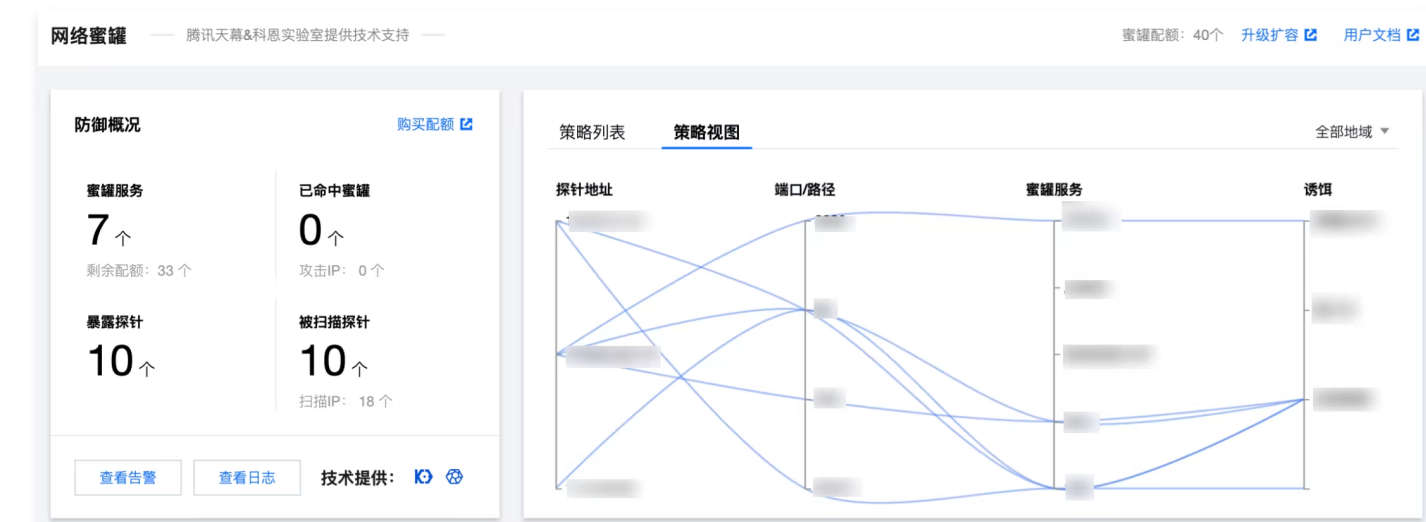 网络蜜罐 腾讯天幕&科恩实验室提供技术支持 蜜罐配额：40个 升级扩容 用户文档
防御概况 购买配额
蜜罐服务 已命中蜜罐
7个 0个
剩余配额：33 个 攻击IP： 0 个
暴露探针 被扫描探针
10个 10个
扫描IP： 18 个
查看告警 查看日志 技术提供：
策略列表 策略视图 全部地域
探针地址 端口/路径 蜜罐服务 诱饵